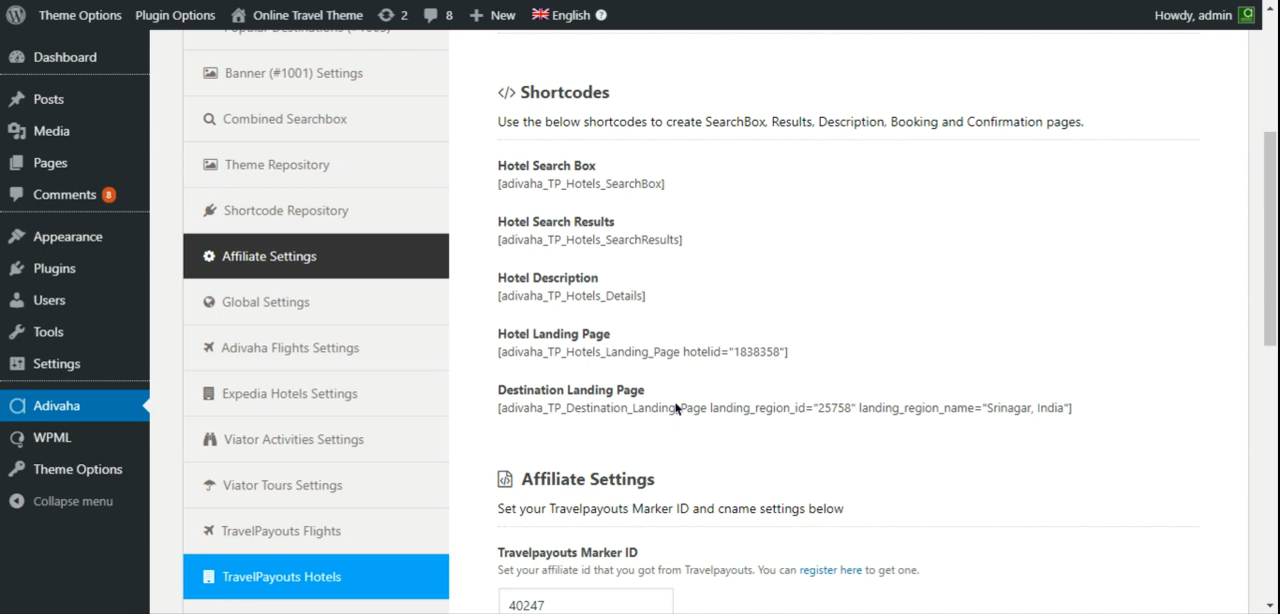 Theme Options Plugin Options Online Travel Theme 2 8 New English Howdy, admin
Dashboard
Posts
Media
Pages
Comments 8
Appearance
Plugins
Users
Tools
Settings
Adivaha
WPML
Theme Options
Collapse menu
Banner (#1001) Settings
Combined Searchbox
Theme Repository
Shortcode Repository
Affiliate Settings
Global Settings
Adivaha Flights Settings
Expedia Hotels Settings
Viator Activities Settings
Viator Tours Settings
TravelPayouts Flights
TravelPayouts Hotels
</> Shortcodes
Use the below shortcodes to create SearchBox, Results, Description, Booking and Confirmation pages.
Hotel Search Box
[adivaha_TP_Hotels_SearchBox]
Hotel Search Results
[adivaha_TP_Hotels_SearchResults]
Hotel Description
[adivaha_TP_Hotels_Details]
Hotel Landing Page
[adivaha_TP_Hotels_Landing_Page hotelid="1838358"]
Destination Landing Page
[adivaha_TP_Destination_Landing_Page landing_region_id="25758" landing_region_name="Srinagar, India"]
Affiliate Settings
Set your Travelpayouts Marker ID and cname settings below
Travelpayouts Marker ID
Set your affiliate id that you got from Travelpayouts. You can register here to get one.
40247